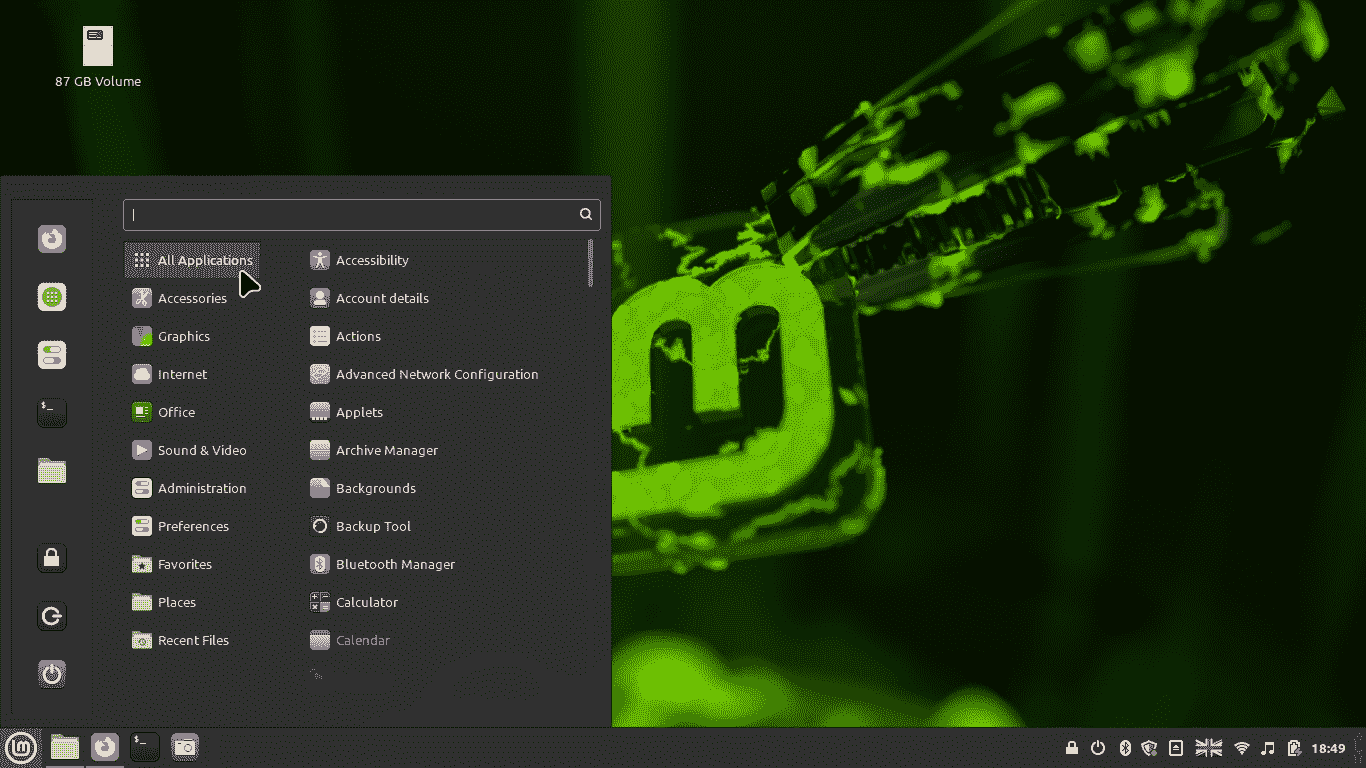 87 GB Volume
All Applications
Accessories
Graphics
Internet
Office
Sound & Video
Administration
Preferences
Favorites
Places
Recent Files
Accessibility
Account details
Actions
Advanced Network Configuration
Applets
Archive Manager
Backgrounds
Backup Tool
Bluetooth Manager
Calculator
Calendar
18:49